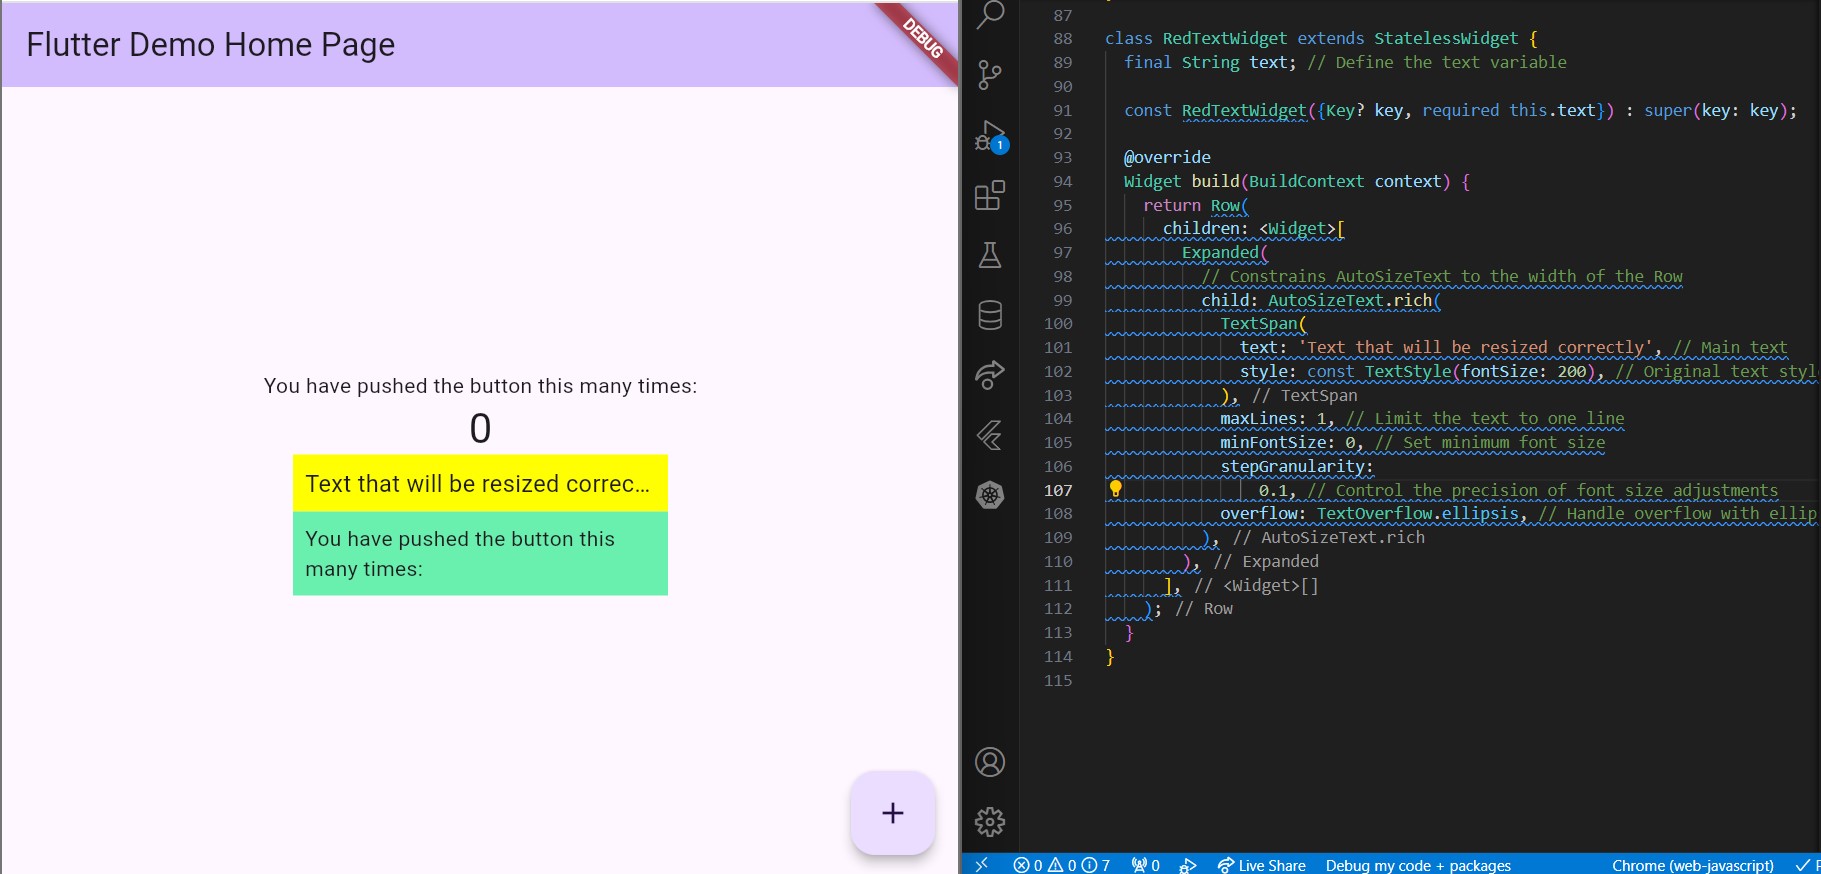 Flutter Demo Home Page
DEBUG
You have pushed the button this many times:
0
Text that will be resized correc...
You have pushed the button this
many times:
+
1
87
88 class RedTextWidget extends StatelessWidget {
89 final String text; // Define the text variable
90
91 const RedTextWidget({Key? key, required this.text}) : super(key: key);
92
93 @override
94 Widget build(BuildContext context) {
95 return Row(
96 children: <Widget>[
97 Expanded(
98 // Constrains AutoSizeText to the width of the Row
99 child: AutoSizeText.rich(
100 TextSpan(
101 text: 'Text that will be resized correctly', // Main text
102 style: const TextStyle(fontSize: 200), // Original text styl
103 ), // TextSpan
104 maxLines: 1, // Limit the text to one line
105 minFontSize: 0, // Set minimum font size
106 stepGranularity:
107 0.1, // Control the precision of font size adjustments
108 overflow: TextOverflow.ellipsis, // Handle overflow with ellip
109 ), // AutoSizeText.rich
110 ), // Expanded
111 ], // <Widget>[]
112 ); // Row
113 }
114 }
115
0 0 7 0 Live Share Debug my code + packages Chrome (web-javascript)